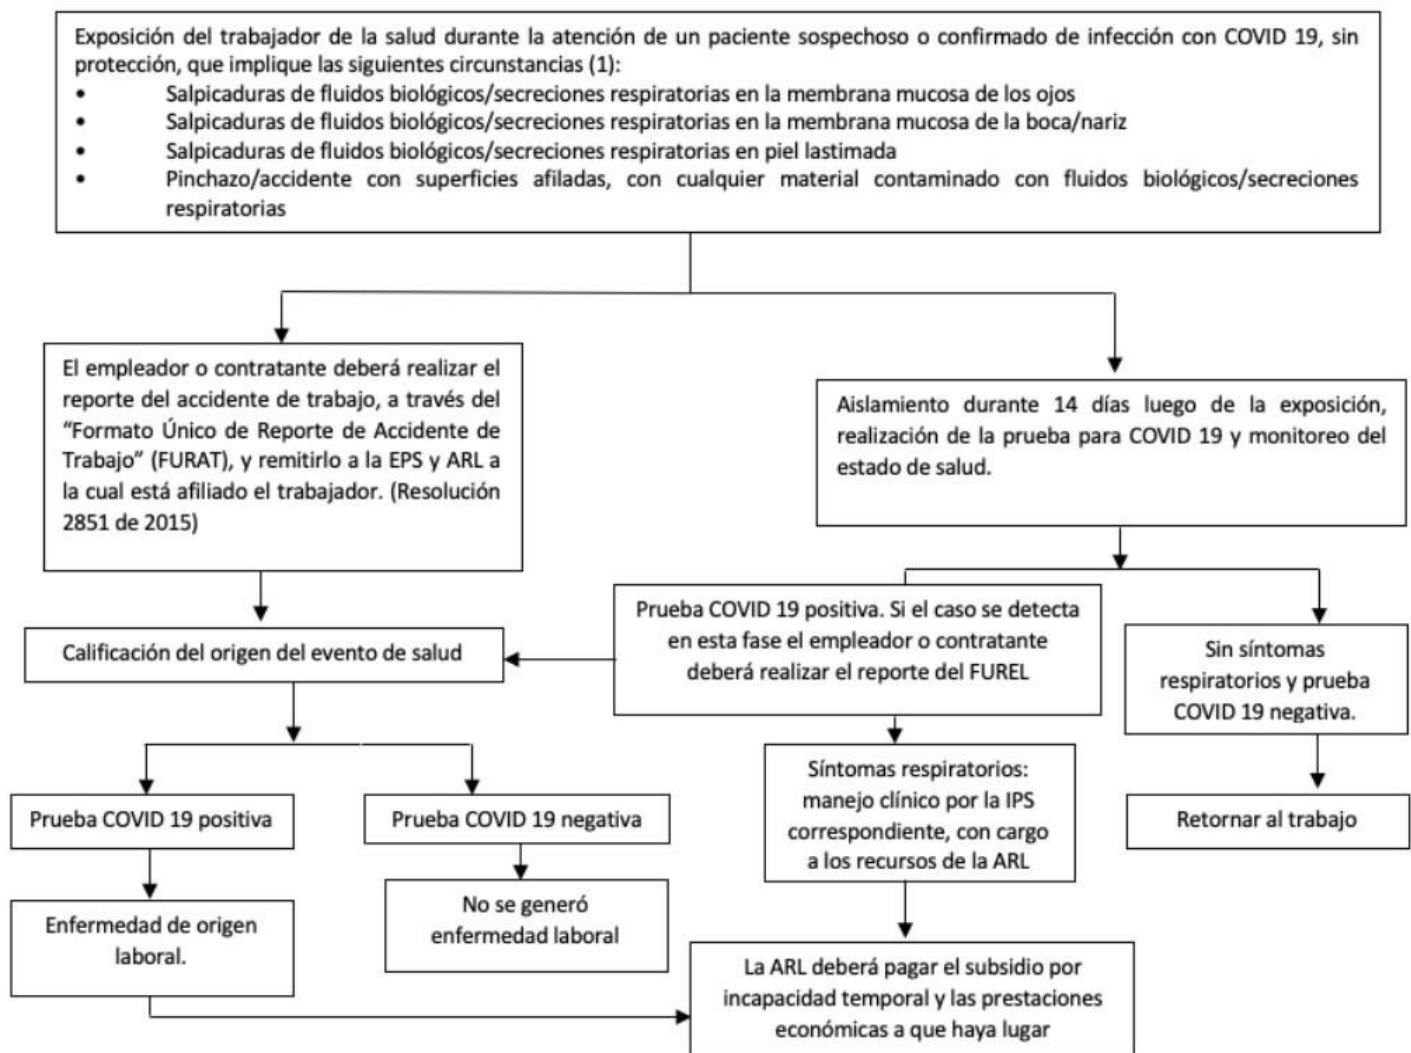 Exposición del trabajador de la salud durante la atención de un paciente sospechoso o confirmado de infección con COVID 19, sin
protección, que implique las siguientes circunstancias (1):
• Salpicaduras de fluidos biológicos/secreciones respiratorias en la membrana mucosa de los ojos
• Salpicaduras de fluidos biológicos/secreciones respiratorias en la membrana mucosa de la boca/nariz
• Salpicaduras de fluidos biológicos/secreciones respiratorias en piel lastimada
• Pinchazo/accidente con superficies afiladas, con cualquier material contaminado con fluidos biológicos/secreciones
respiratorias
El empleador o contratante deberá realizar el
reporte del accidente de trabajo, a través del
“Formato Único de Reporte de Accidente de
Trabajo” (FURAT), y remitirlo a la EPS y ARL a
la cual está afiliado el trabajador. (Resolución
2851 de 2015)
Aislamiento durante 14 días luego de la exposición,
realización de la prueba para COVID 19 y monitoreo del
estado de salud.
Calificación del origen del evento de salud
Prueba COVID 19 positiva. Si el caso se detecta
en esta fase el empleador o contratante
deberá realizar el reporte del FUREL
Sin síntomas
respiratorios y prueba
COVID 19 negativa.
Prueba COVID 19 positiva
Prueba COVID 19 negativa
Síntomas respiratorios:
manejo clínico por la IPS
correspondiente, con cargo
a los recursos de la ARL
Retornar al trabajo
Enfermedad de origen
laboral.
No se generó
enfermedad laboral
La ARL deberá pagar el subsidio por
incapacidad temporal y las prestaciones
económicas a que haya lugar